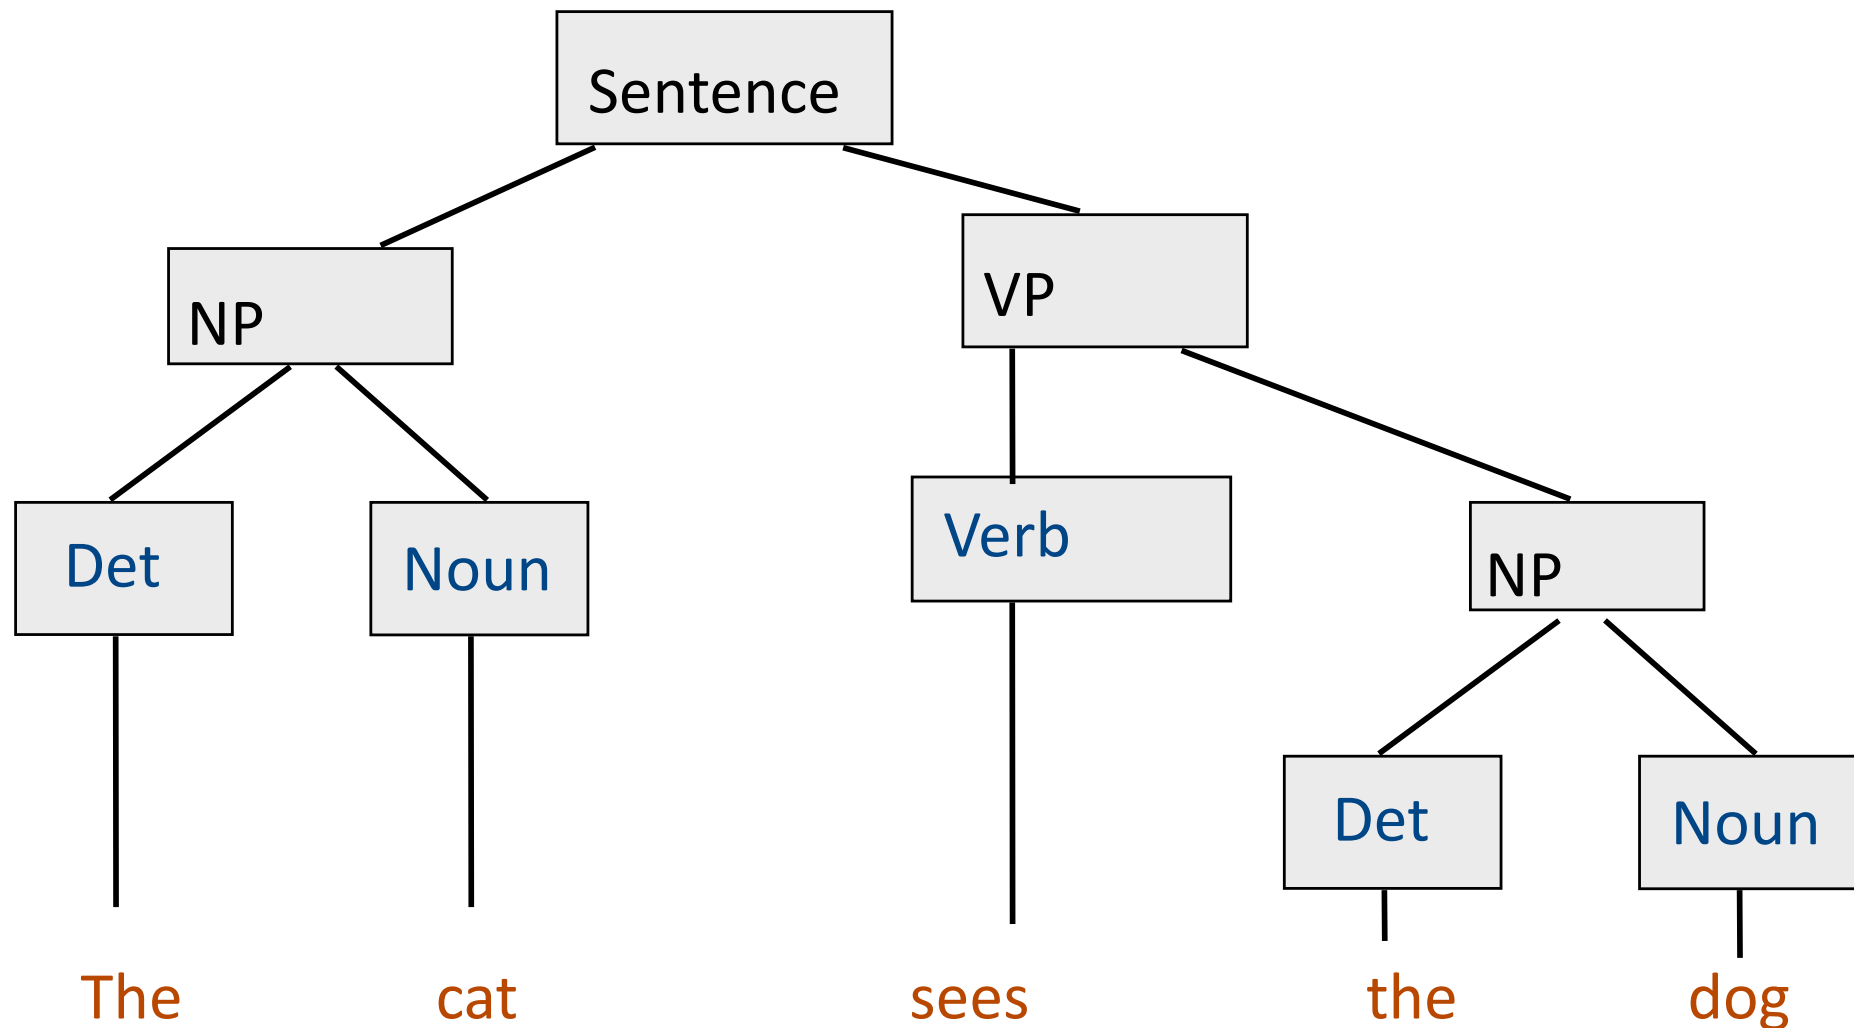 Sentence
NP
VP
Det
Noun
Verb
NP
Det
Noun
The cat sees the dog